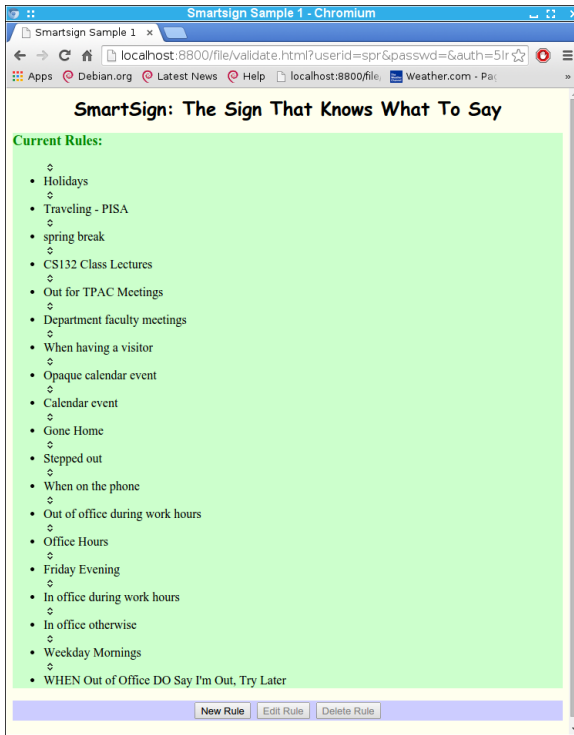 Smartsign Sample 1 - Chromium
Smartsign Sample 1 ×
localhost:8800/file/validate.html?userid=spr&passwd=&auth=5lr
Apps Debian.org Latest News Help localhost:8800/file, Weather.com - Pag »
SmartSign: The Sign That Knows What To Say
Current Rules:
• Holidays
• Traveling - PISA
• spring break
• CS132 Class Lectures
• Out for TPAC Meetings
• Department faculty meetings
• When having a visitor
• Opaque calendar event
• Calendar event
• Gone Home
• Stepped out
• When on the phone
• Out of office during work hours
• Office Hours
• Friday Evening
• In office during work hours
• In office otherwise
• Weekday Mornings
• WHEN Out of Office DO Say I'm Out, Try Later
New Rule Edit Rule Delete Rule